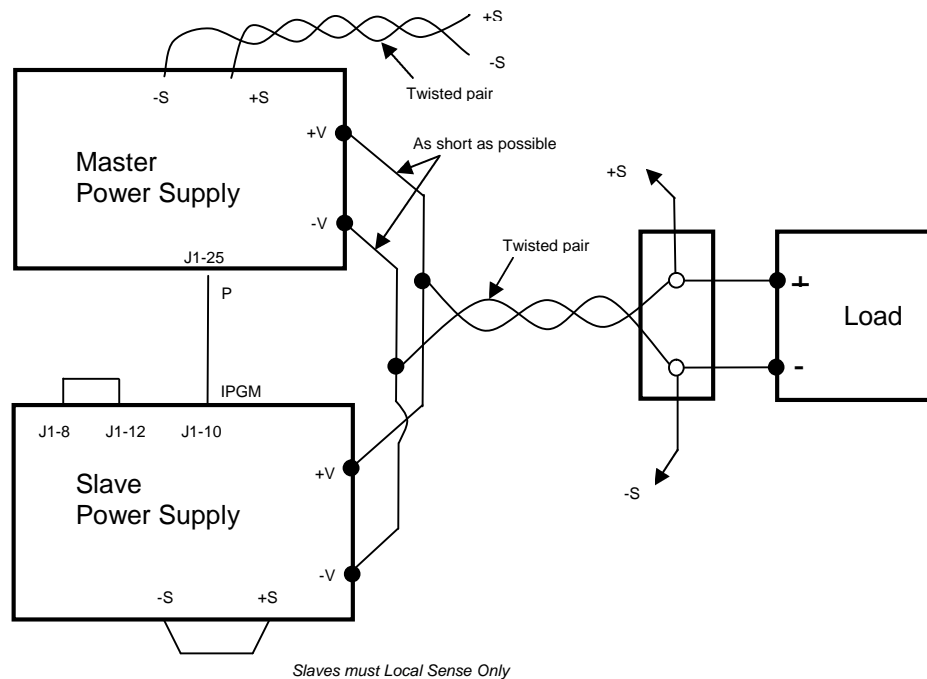 +S
-S
Twisted pair
-S
+S
+V
As short as possible
Master
Power Supply
+S
-V
Twisted pair
J1-25
P
+
Load
-
IPGM
J1-8
J1-12
J1-10
+V
Slave
Power Supply
-S
-V
-S
+S
Slaves must Local Sense Only